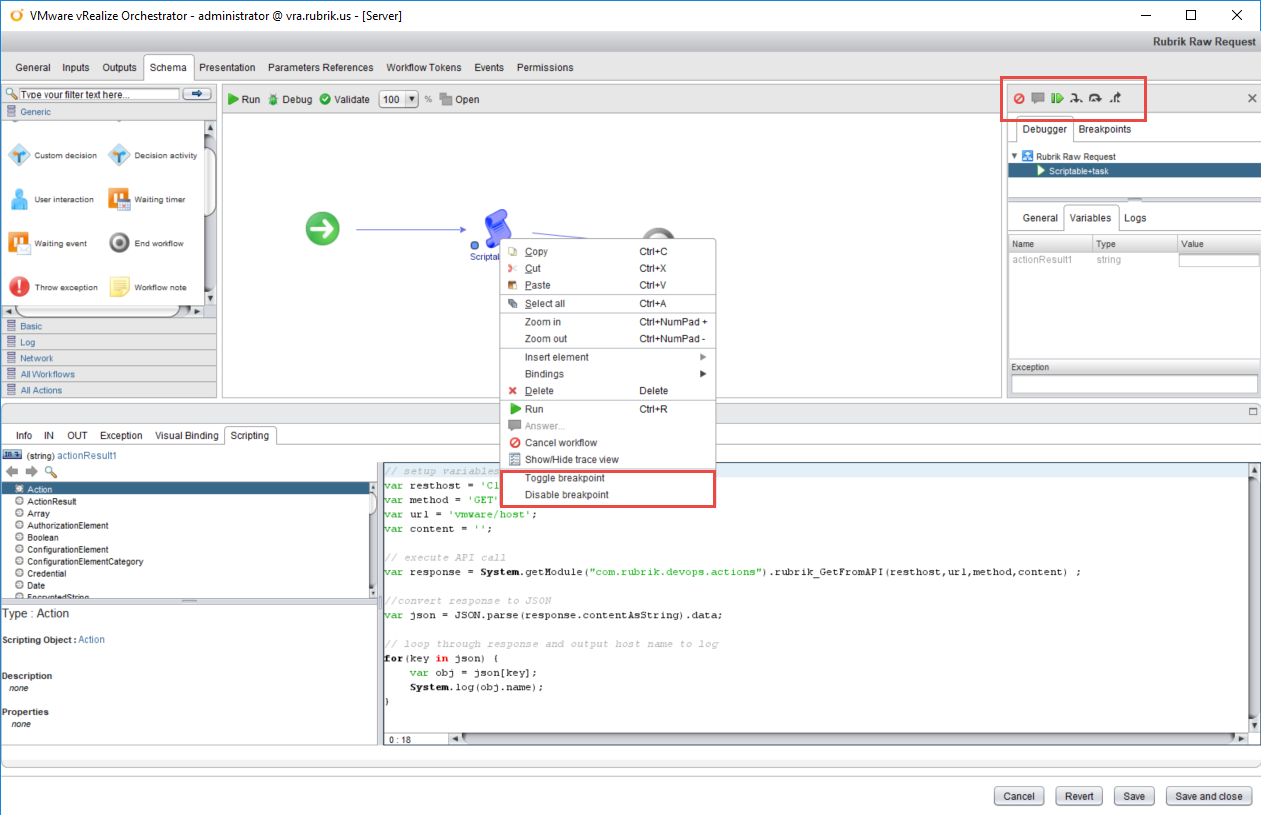 VMware vRealize Orchestrator - administrator @ vra.rubrik.us - [Server]
Rubrik Raw Request
General Inputs Outputs Schema Presentation Parameters References Workflow Tokens Events Permissions
Type your filter text here...
Generic
Custom decision Decision activity
User interaction Waiting timer
Waiting event End workflow
Throw exception Workflow note
Basic
Log
Network
All Workflows
All Actions
Run Debug Validate 100 % Open
Scriptab
Copy Ctrl+C
Cut Ctrl+X
Paste Ctrl+V
Select all Ctrl+A
Zoom in Ctrl+NumPad +
Zoom out Ctrl+NumPad -
Insert element
Bindings
Delete Delete
Run Ctrl+R
Answer...
Cancel workflow
Show/Hide trace view
Toggle breakpoint
Disable breakpoint
Debugger Breakpoints
Rubrik Raw Request
Scriptable+task
General Variables Logs
Name Type Value
actionResult1 string
Exception
Info IN OUT Exception Visual Binding Scripting
(string) actionResult1
Action
ActionResult
Array
AuthorizationElement
Boolean
ConfigurationElement
ConfigurationElementCategory
Credential
Date
EncryptedString
Type : Action
Scripting Object : Action
Description
none
Properties
none
// setup variables
var resthost = 'Cl
var method = 'GET'
var url = 'vmware/host';
var content = '';
// execute API call
var response = System.getModule("com.rubrik.devops.actions").rubrik_GetFromAPI(resthost,url,method,content) ;
//convert response to JSON
var json = JSON.parse(response.contentAsString).data;
// loop through response and output host name to log
for(key in json) {
var obj = json[key];
System.log(obj.name);
}
0 : 18
Cancel Revert Save Save and close